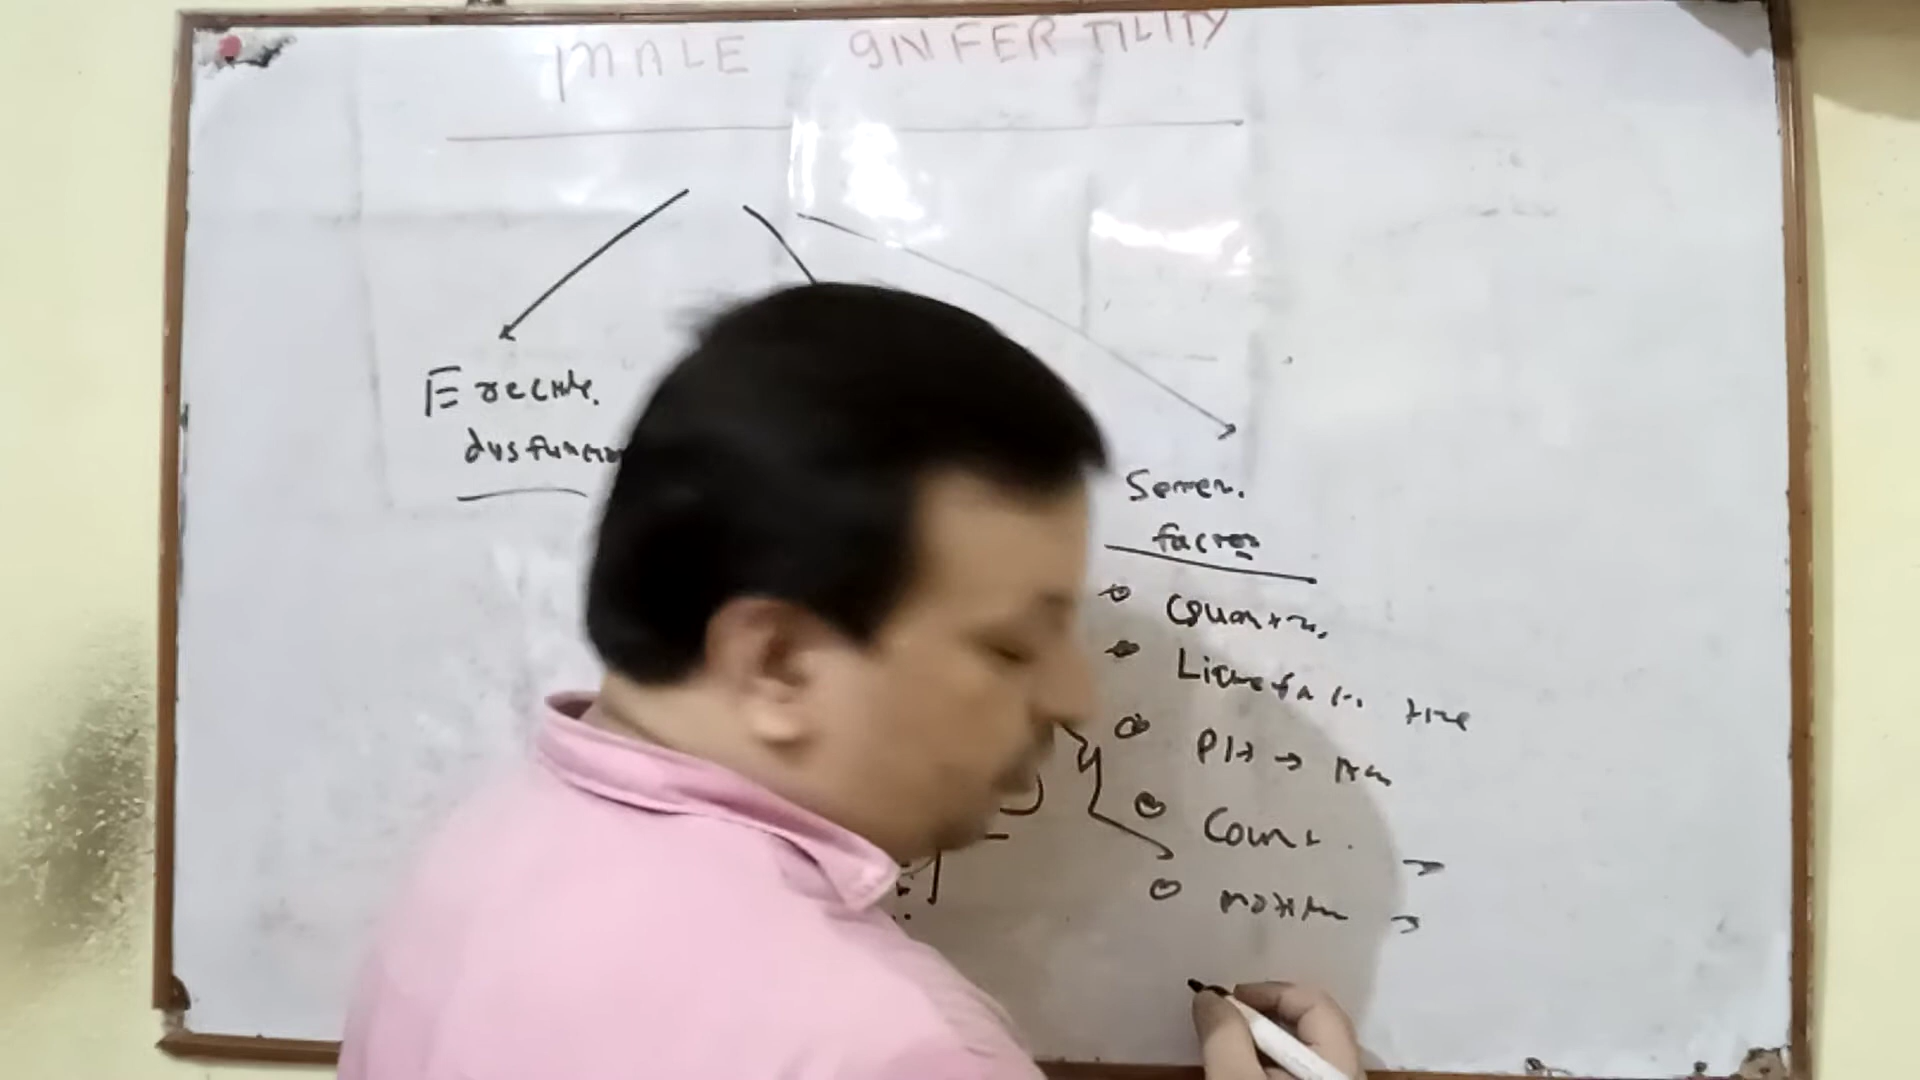 MALE INFERTILITY
Erectile.
dysfunction
Semen.
factor
Quantity,
Liquefaction time
PH →
Count. →
motility →